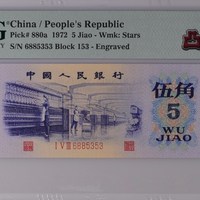 China / People's Republic
Pick# 880a 1972 5 Jiao - Wmk: Stars
S/N 6885353 Block 153 - Engraved
中国人民银行
伍角
5
WU
JIAO
I V III 6885353